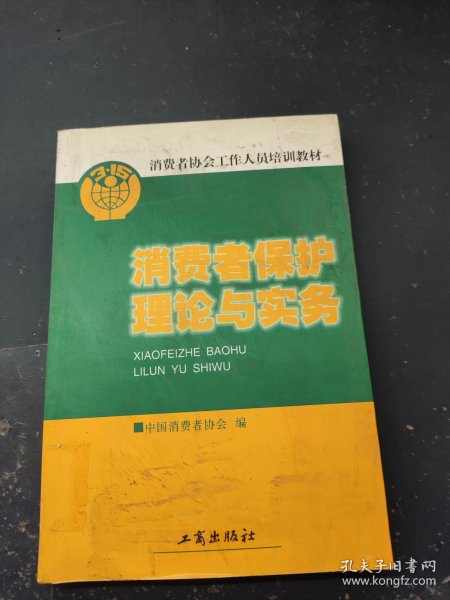 消费者协会工作人员培训教材
3·15
消费者保护
理论与实务
XIAOFEIZHE BAOHU
LILUN YU SHIWU
■中国消费者协会 编
工商出版社
孔夫子旧书网
www.kongfz.com